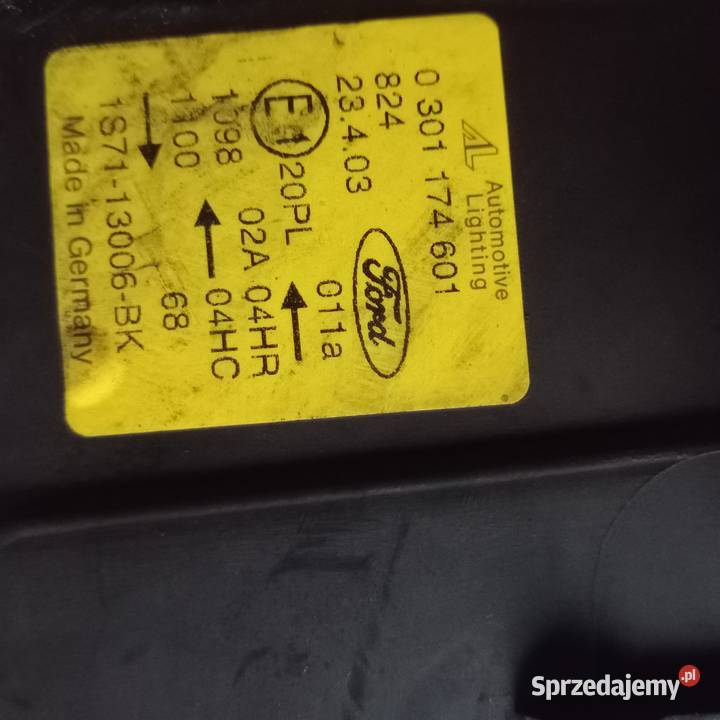 Automotive
Lighting
0 301 174 601
824
23.4.03
Ford
011a
E1 20PL
02A 04HR
1098
04HC
1100
68
1S71-13006-BK
Made in Germany
Sprzedajemy.pl